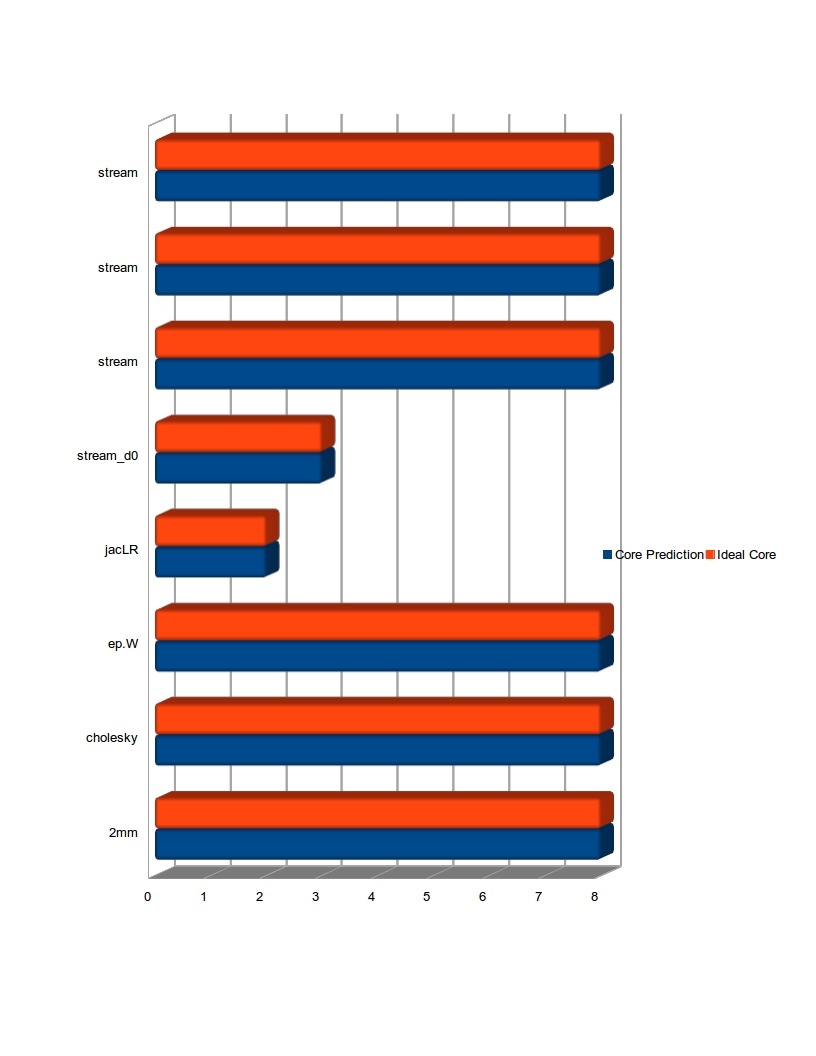 stream
stream
stream
stream_d0
jacLR
Core Prediction Ideal Core
ep.W
cholesky
2mm
0 1 2 3 4 5 6 7 8